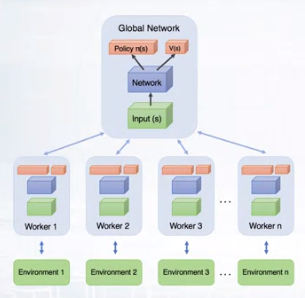 Global Network
Policy π(s)
V(s)
Network
Input (s)
Worker 1
Worker 2
Worker 3
...
Worker n
Environment 1
Environment 2
Environment 3
...
Environment n